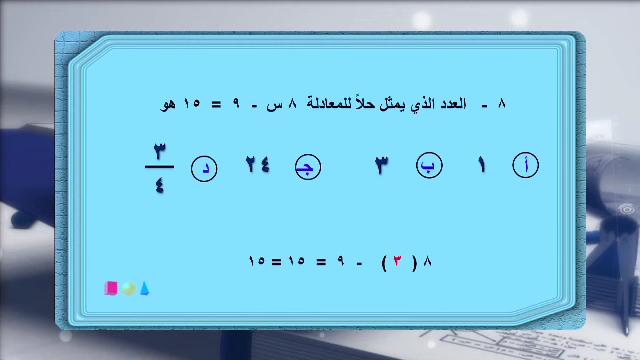 ٨ - العدد الذي يمثل حلاً للمعادلة ٨ س - ٩ = ١٥ هو
أ ١ ب ٣ جـ ٢٤ د ٣/٤
٨ ( ٣ ) - ٩ = ١٥ = ١٥